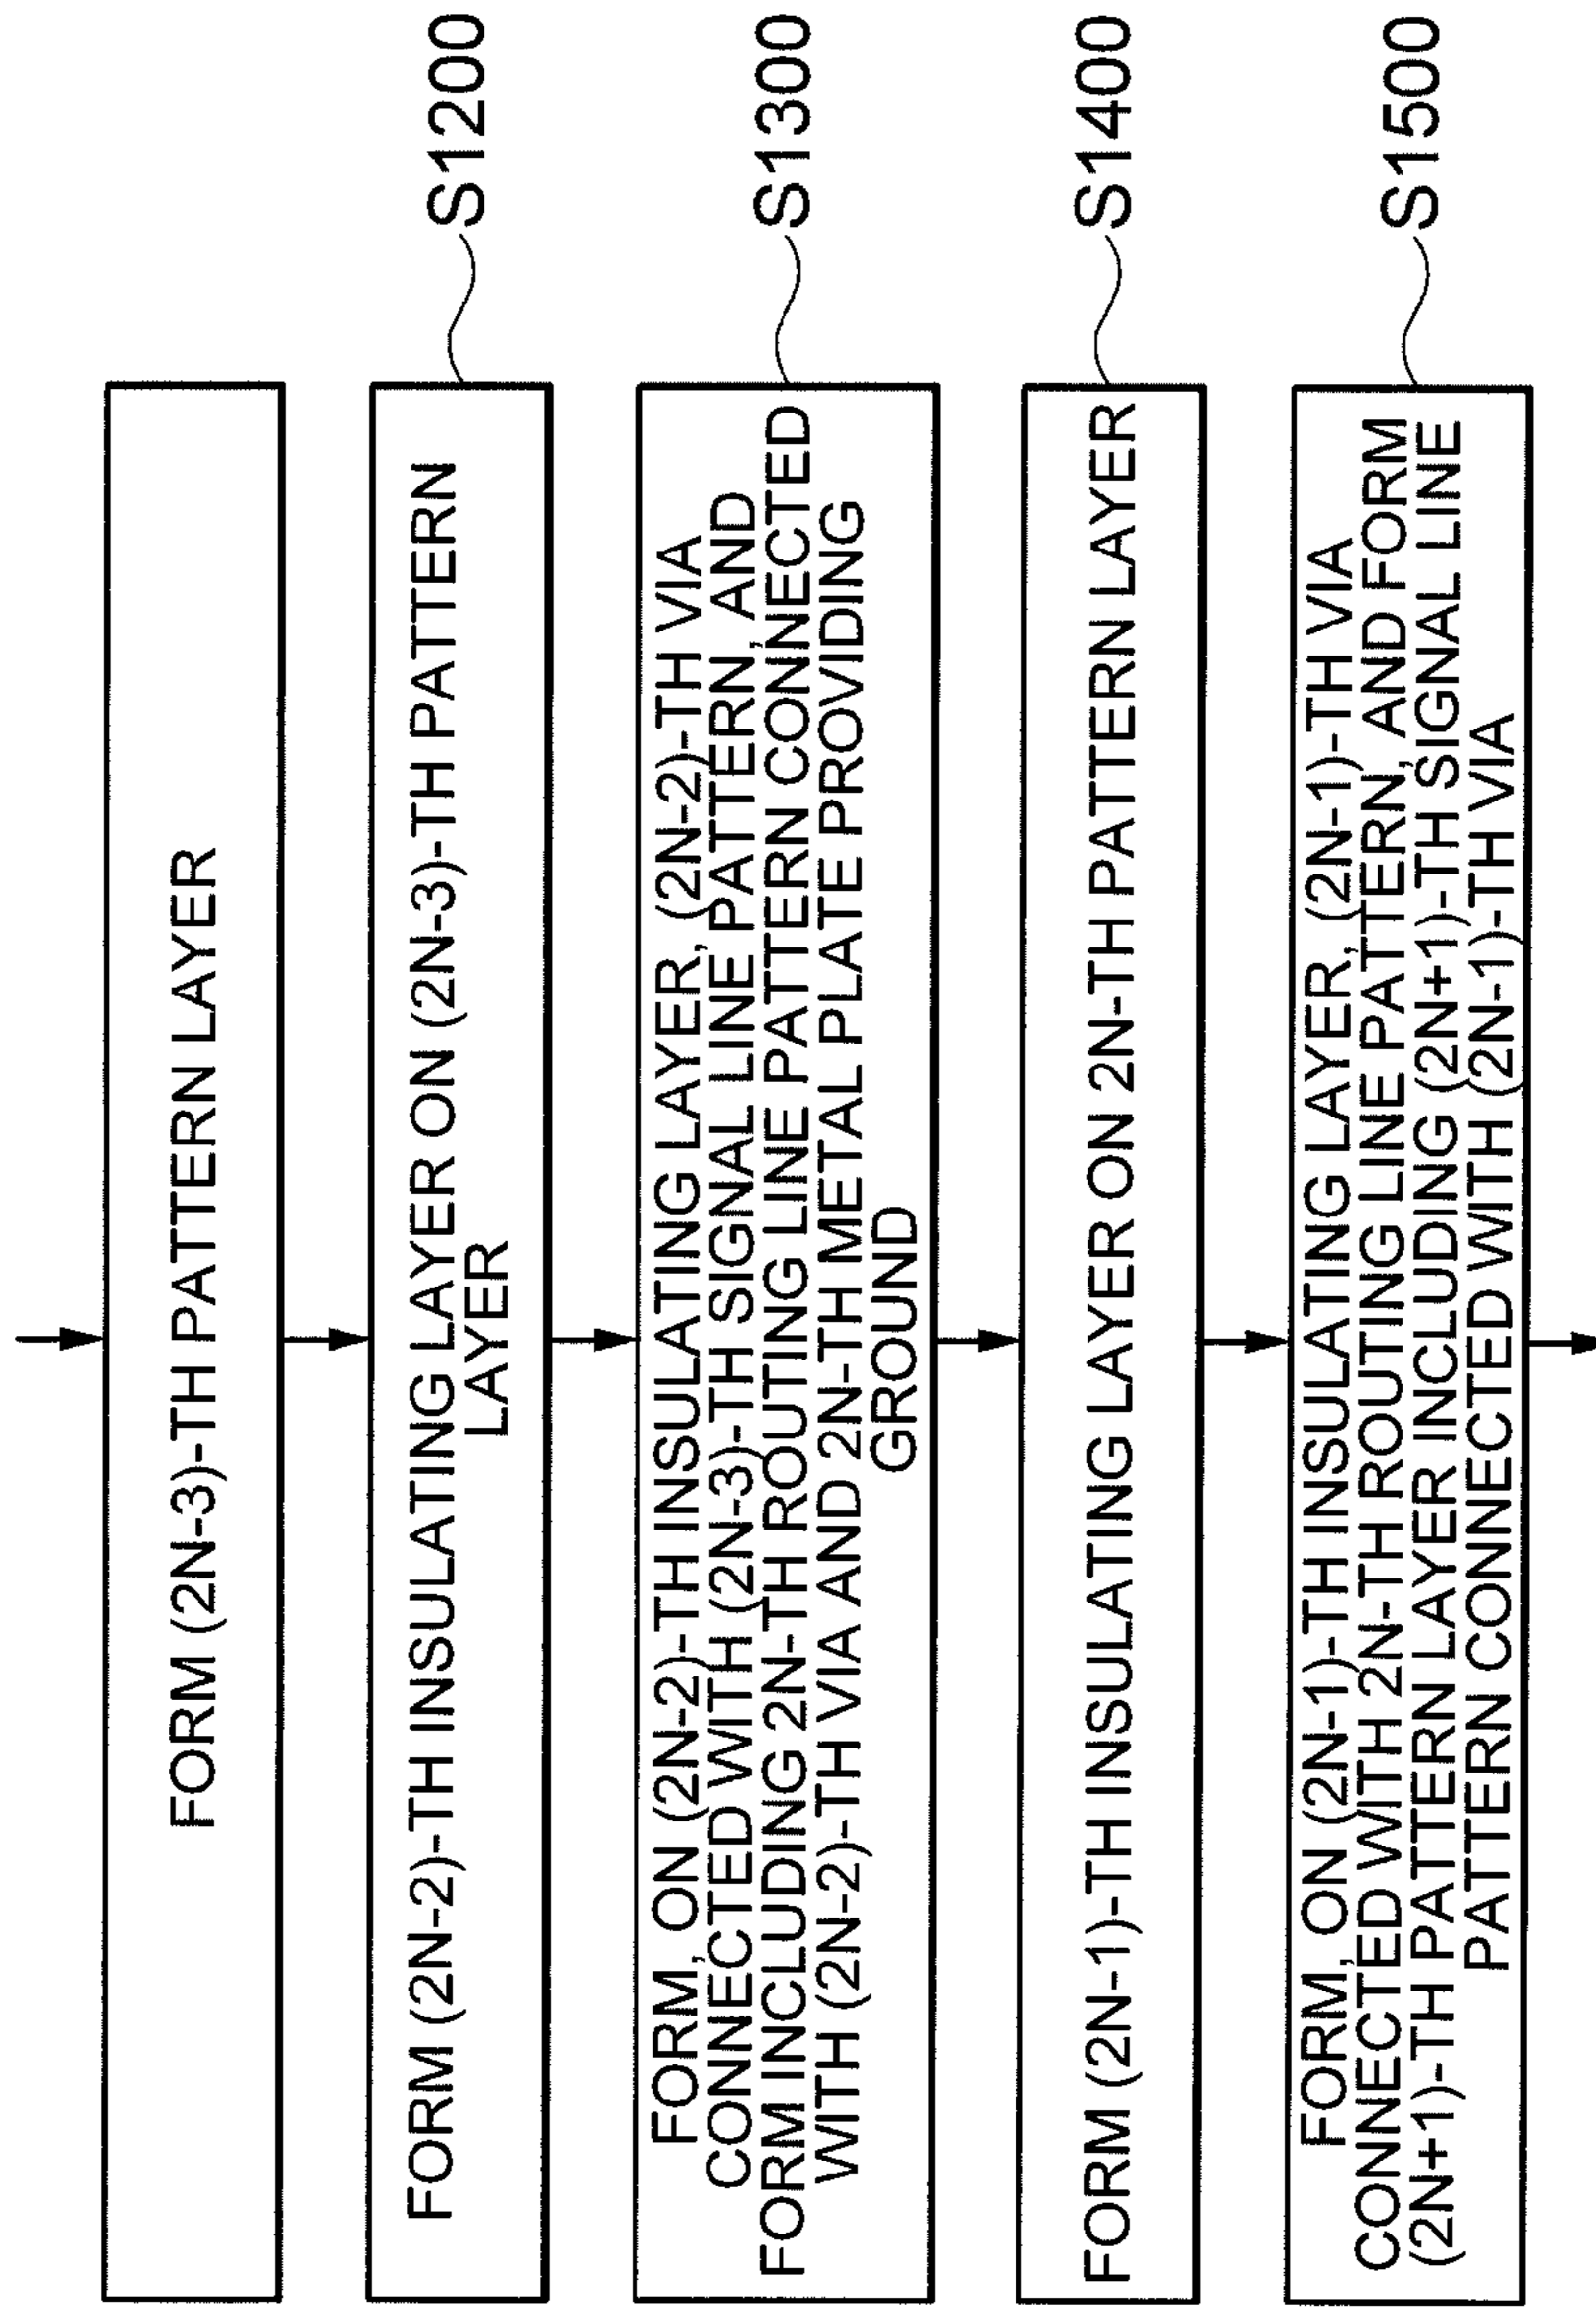 FORM (2N-3)-TH PATTERN LAYER
FORM (2N-2)-TH INSULATING LAYER ON (2N-3)-TH PATTERN
LAYER
S1200
FORM, ON (2N-2)-TH INSULATING LAYER, (2N-2)-TH VIA
CONNECTED WITH (2N-3)-TH SIGNAL LINE PATTERN, AND
FORM INCLUDING 2N-TH ROUTING LINE PATTERN CONNECTED
WITH (2N-2)-TH VIA AND 2N-TH METAL PLATE PROVIDING
GROUND
S1300
FORM (2N-1)-TH INSULATING LAYER ON 2N-TH PATTERN LAYER
S1400
FORM, ON (2N-1)-TH INSULATING LAYER, (2N-1)-TH VIA
CONNECTED WITH 2N-TH ROUTING LINE PATTERN, AND FORM
(2N+1)-TH PATTERN LAYER INCLUDING (2N+1)-TH SIGNAL LINE
PATTERN CONNECTED WITH (2N-1)-TH VIA
S1500